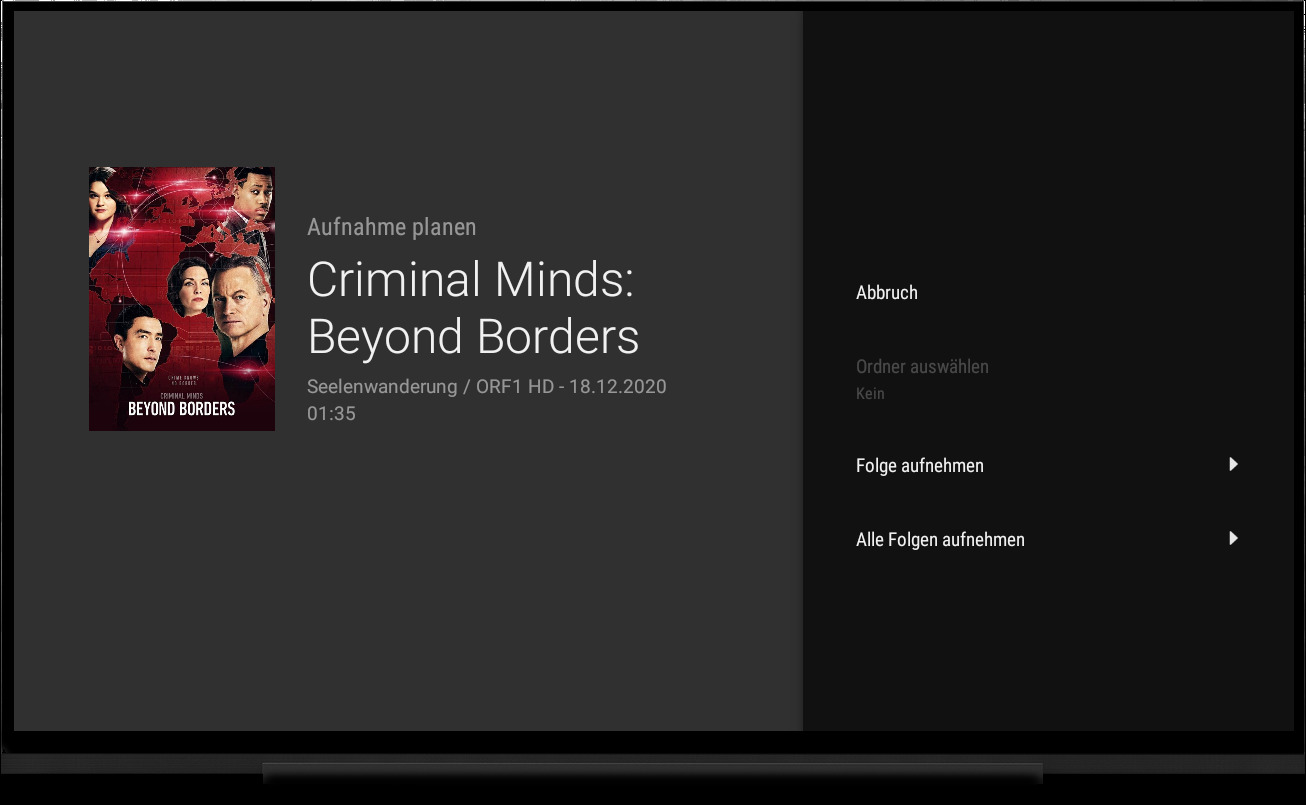 Aufnahme planen
Criminal Minds:
Beyond Borders
Seelenwanderung / ORF1 HD - 18.12.2020
01:35
CRIMINAL MINDS
BEYOND BORDERS
Abbruch
Ordner auswählen
Kein
Folge aufnehmen
Alle Folgen aufnehmen